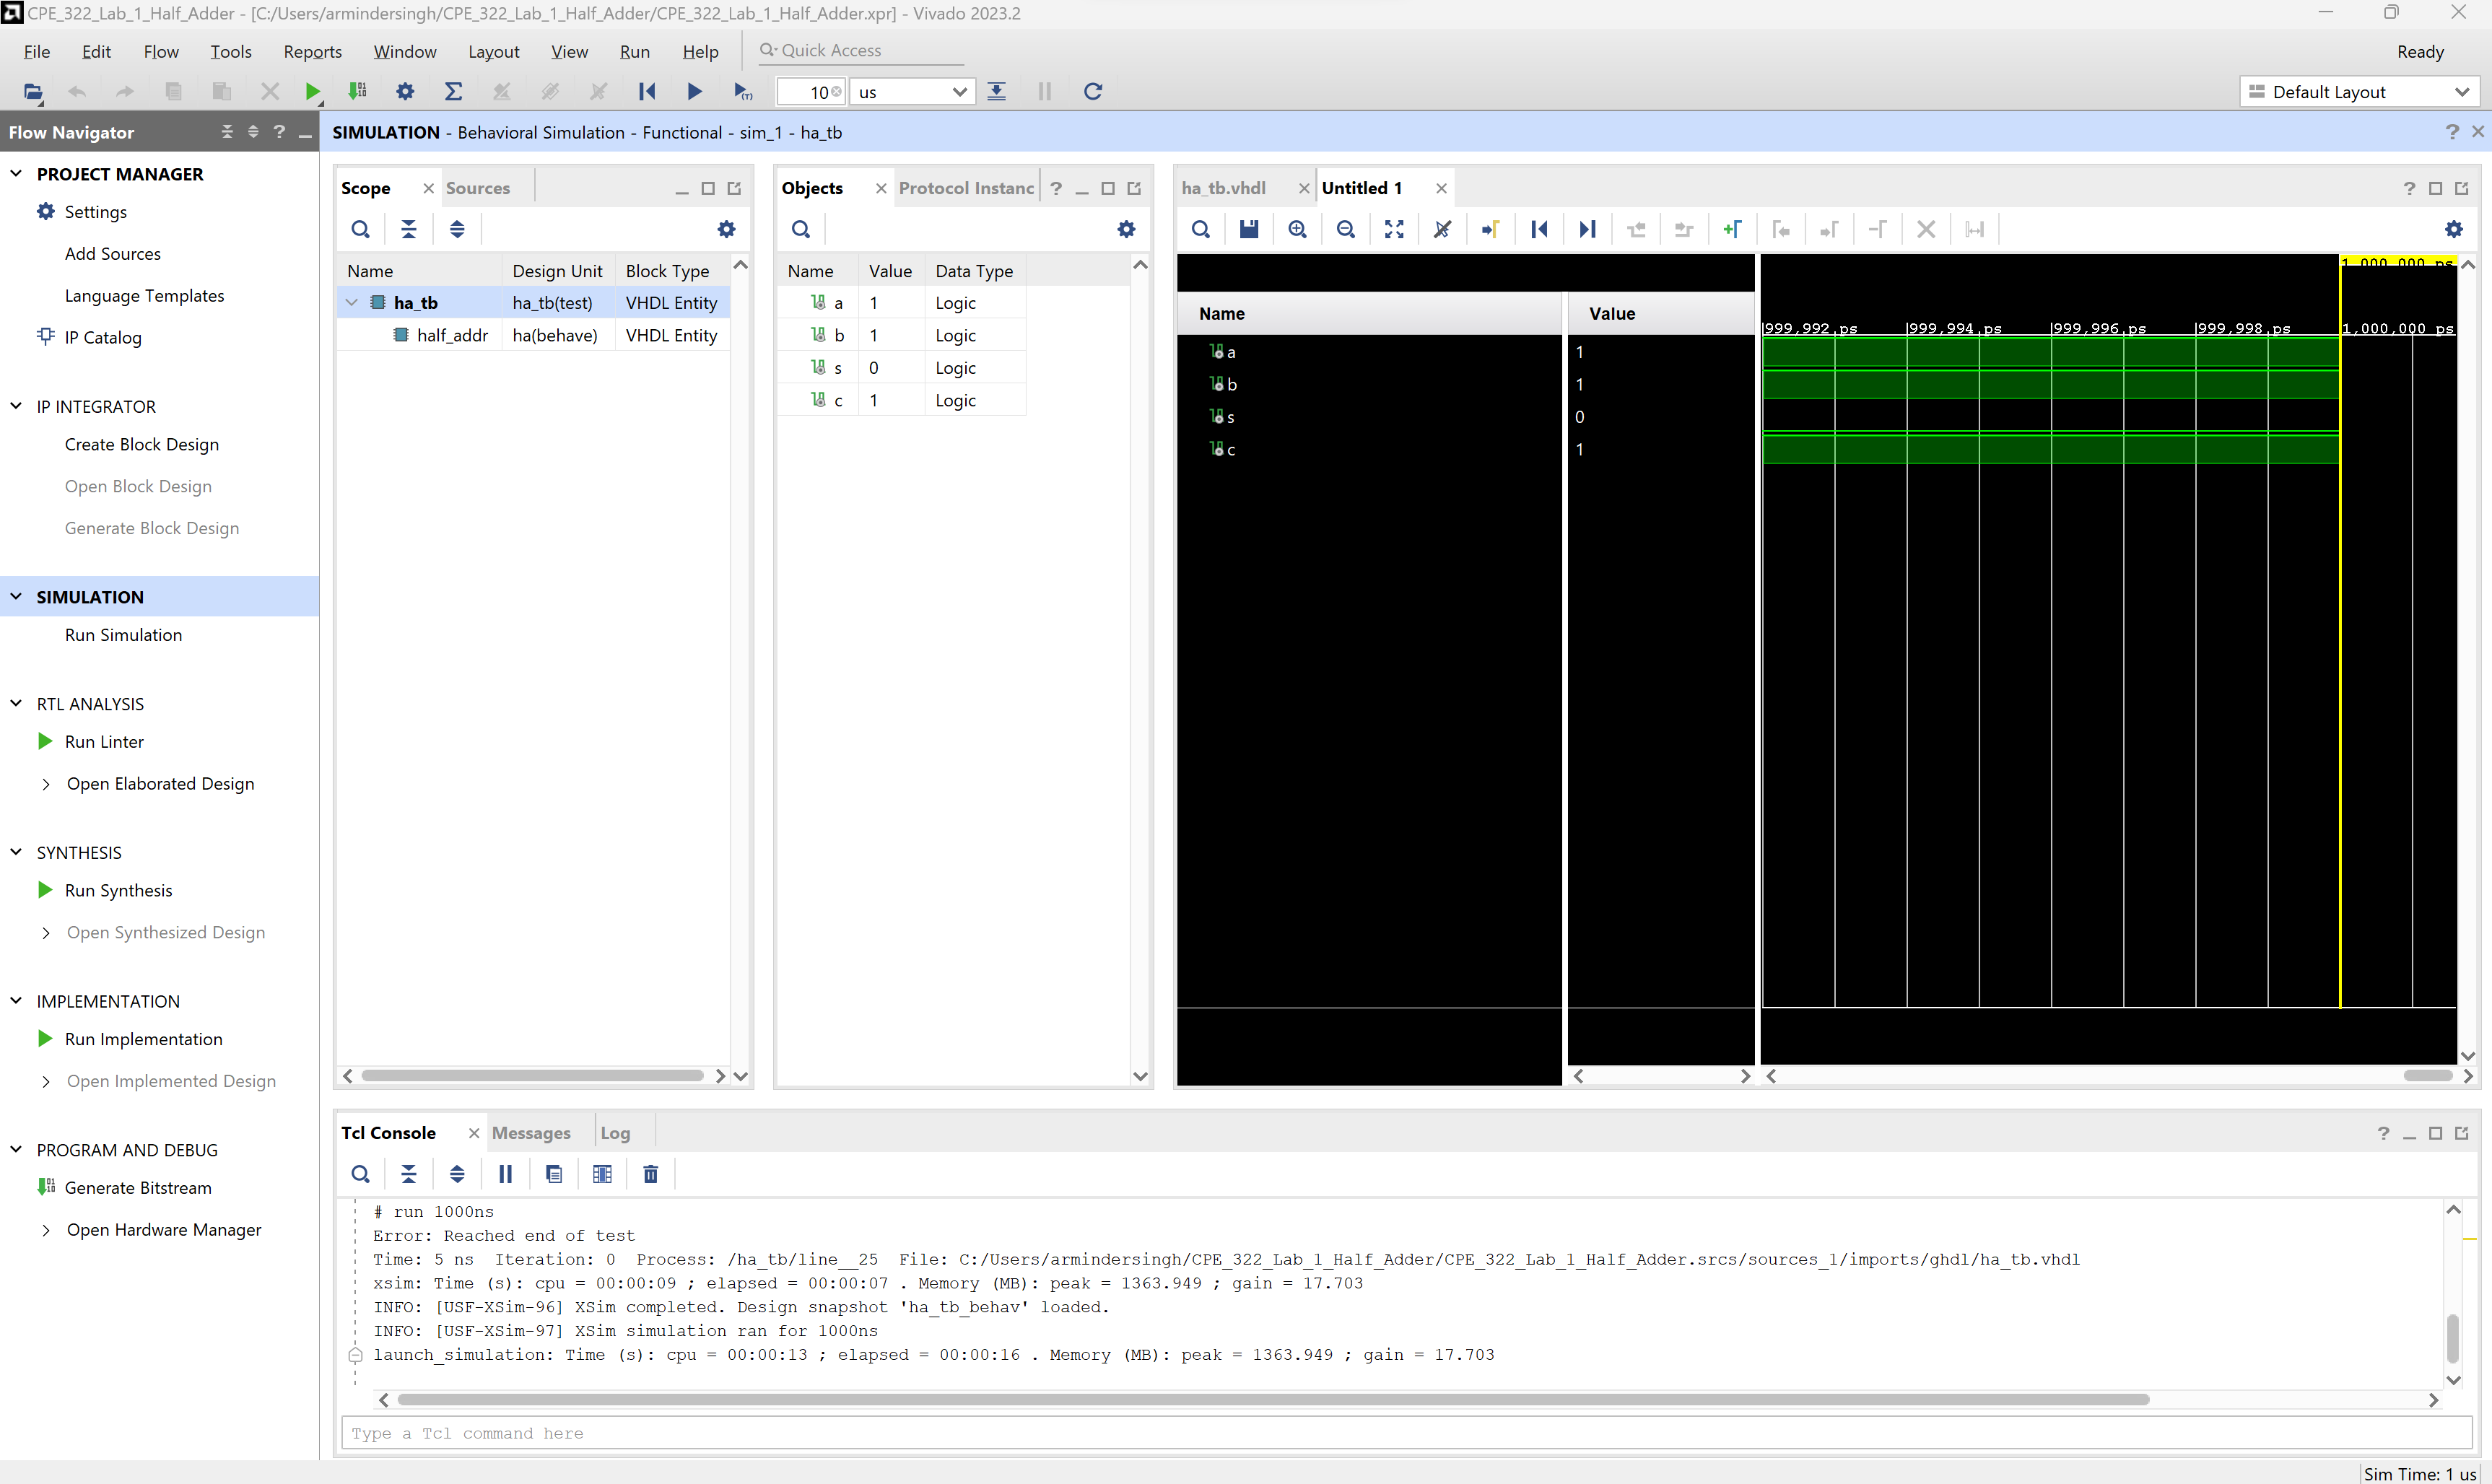 CPE_322_Lab_1_Half_Adder - [C:/Users/armindersingh/CPE_322_Lab_1_Half_Adder/CPE_322_Lab_1_Half_Adder.xpr] - Vivado 2023.2
File Edit Flow Tools Reports Window Layout View Run Help Quick Access Ready
10 us Default Layout
Flow Navigator
PROJECT MANAGER
Settings
Add Sources
Language Templates
IP Catalog
IP INTEGRATOR
Create Block Design
Open Block Design
Generate Block Design
SIMULATION
Run Simulation
RTL ANALYSIS
Run Linter
Open Elaborated Design
SYNTHESIS
Run Synthesis
Open Synthesized Design
IMPLEMENTATION
Run Implementation
Open Implemented Design
PROGRAM AND DEBUG
Generate Bitstream
Open Hardware Manager
SIMULATION - Behavioral Simulation - Functional - sim_1 - ha_tb
Scope Sources
Name Design Unit Block Type
ha_tb ha_tb(test) VHDL Entity
half_addr ha(behave) VHDL Entity
Objects Protocol Instanc
Name Value Data Type
a 1 Logic
b 1 Logic
s 0 Logic
c 1 Logic
ha_tb.vhdl Untitled 1
1,000,000 ps
Name Value
999,992 ps 999,994 ps 999,996 ps 999,998 ps 1,000,000 ps
a 1
b 1
s 0
c 1
Tcl Console Messages Log
# run 1000ns
Error: Reached end of test
Time: 5 ns Iteration: 0 Process: /ha_tb/line__25 File: C:/Users/armindersingh/CPE_322_Lab_1_Half_Adder/CPE_322_Lab_1_Half_Adder.srcs/sources_1/imports/ghdl/ha_tb.vhdl
xsim: Time (s): cpu = 00:00:09 ; elapsed = 00:00:07 . Memory (MB): peak = 1363.949 ; gain = 17.703
INFO: [USF-XSim-96] XSim completed. Design snapshot 'ha_tb_behav' loaded.
INFO: [USF-XSim-97] XSim simulation ran for 1000ns
launch_simulation: Time (s): cpu = 00:00:13 ; elapsed = 00:00:16 . Memory (MB): peak = 1363.949 ; gain = 17.703
Type a Tcl command here
Sim Time: 1 us